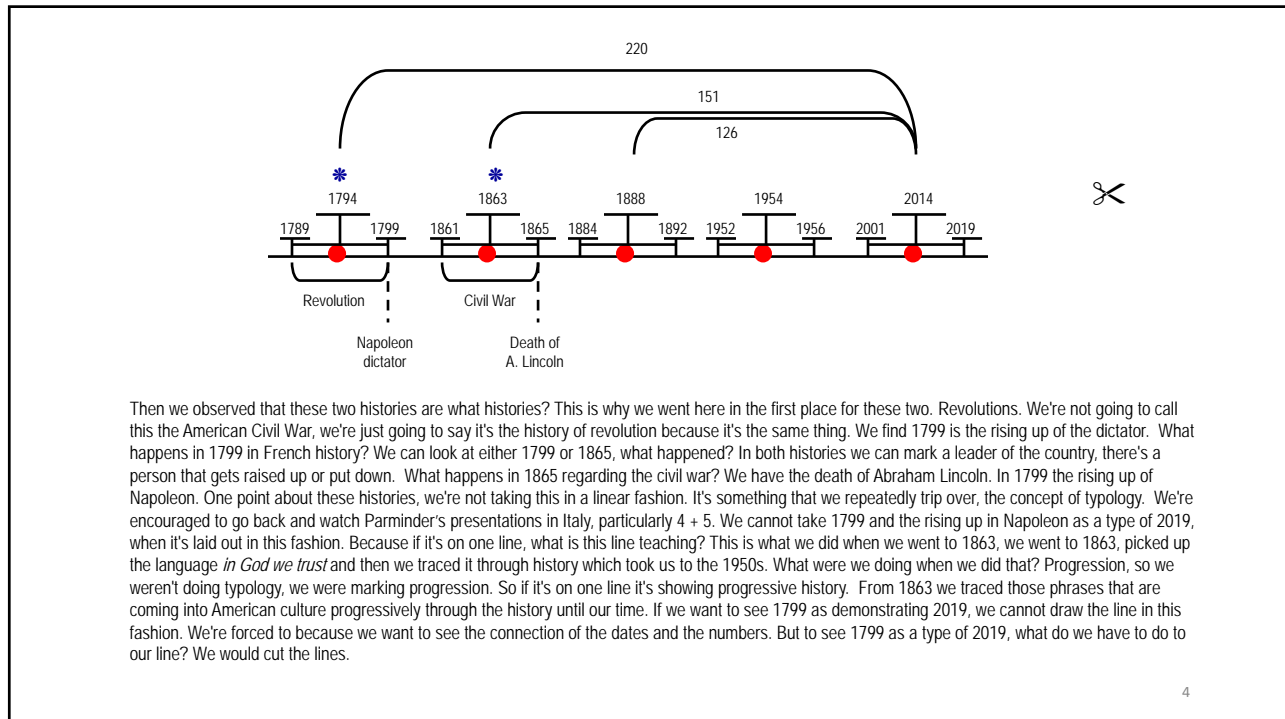 220
151
126
1794 1863 1888 1954 2014
1789 1799 1861 1865 1884 1892 1952 1956 2001 2019
Revolution Civil War
Napoleon Death of
dictator A. Lincoln
Then we observed that these two histories are what histories? This is why we went here in the first place for these two. Revolutions. We're not going to call
this the American Civil War, we're just going to say it's the history of revolution because it's the same thing. We find 1799 is the rising up of the dictator. What
happens in 1799 in French history? We can look at either 1799 or 1865, what happened? In both histories we can mark a leader of the country, there's a
person that gets raised up or put down. What happens in 1865 regarding the civil war? We have the death of Abraham Lincoln. In 1799 the rising up of
Napoleon. One point about these histories, we're not taking this in a linear fashion. It's something that we repeatedly trip over, the concept of typology. We're
encouraged to go back and watch Parminder's presentations in Italy, particularly 4 + 5. We cannot take 1799 and the rising up in Napoleon as a type of 2019,
when it's laid out in this fashion. Because if it's on one line, what is this line teaching? This is what we did when we went to 1863, we went to 1863, picked up
the language in God we trust and then we traced it through history which took us to the 1950s. What were we doing when we did that? Progression, so we
weren't doing typology, we were marking progression. So if it's on one line it's showing progressive history. From 1863 we traced those phrases that are
coming into American culture progressively through the history until our time. If we want to see 1799 as demonstrating 2019, we cannot draw the line in this
fashion. We're forced to because we want to see the connection of the dates and the numbers. But to see 1799 as a type of 2019, what do we have to do to
our line? We would cut the lines.
4